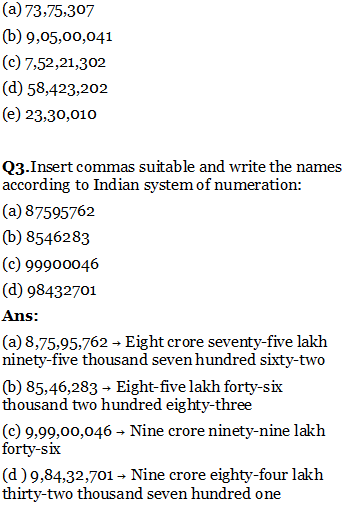 (a) 73,75,307
(b) 9,05,00,041
(c) 7,52,21,302
(d) 58,423,202
(e) 23,30,010
Q3.Insert commas suitable and write the names
according to Indian system of numeration:
(a) 87595762
(b) 8546283
(c) 99900046
(d) 98432701
Ans:
(a) 8,75,95,762 → Eight crore seventy-five lakh
ninety-five thousand seven hundred sixty-two
(b) 85,46,283 → Eight-five lakh forty-six
thousand two hundred eighty-three
(c) 9,99,00,046 → Nine crore ninety-nine lakh
forty-six
(d ) 9,84,32,701 → Nine crore eighty-four lakh
thirty-two thousand seven hundred one